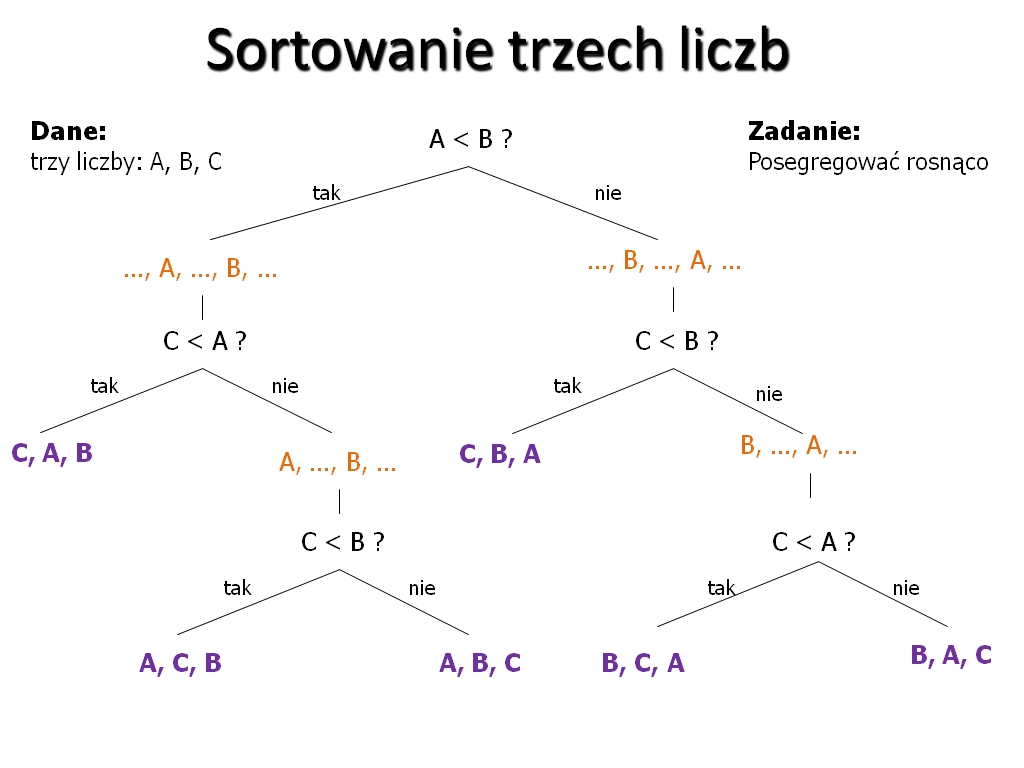 Sortowanie trzech liczb
Dane:
trzy liczby: A, B, C
A < B ?
Zadanie:
Posegregować rosnąco
tak
nie
..., A, ..., B, ...
..., B, ..., A, ...
C < A ?
C < B ?
tak
nie
tak
nie
C, A, B
A, ..., B, ...
C, B, A
B, ..., A, ...
C < B ?
C < A ?
tak
nie
tak
nie
A, C, B
A, B, C
B, C, A
B, A, C